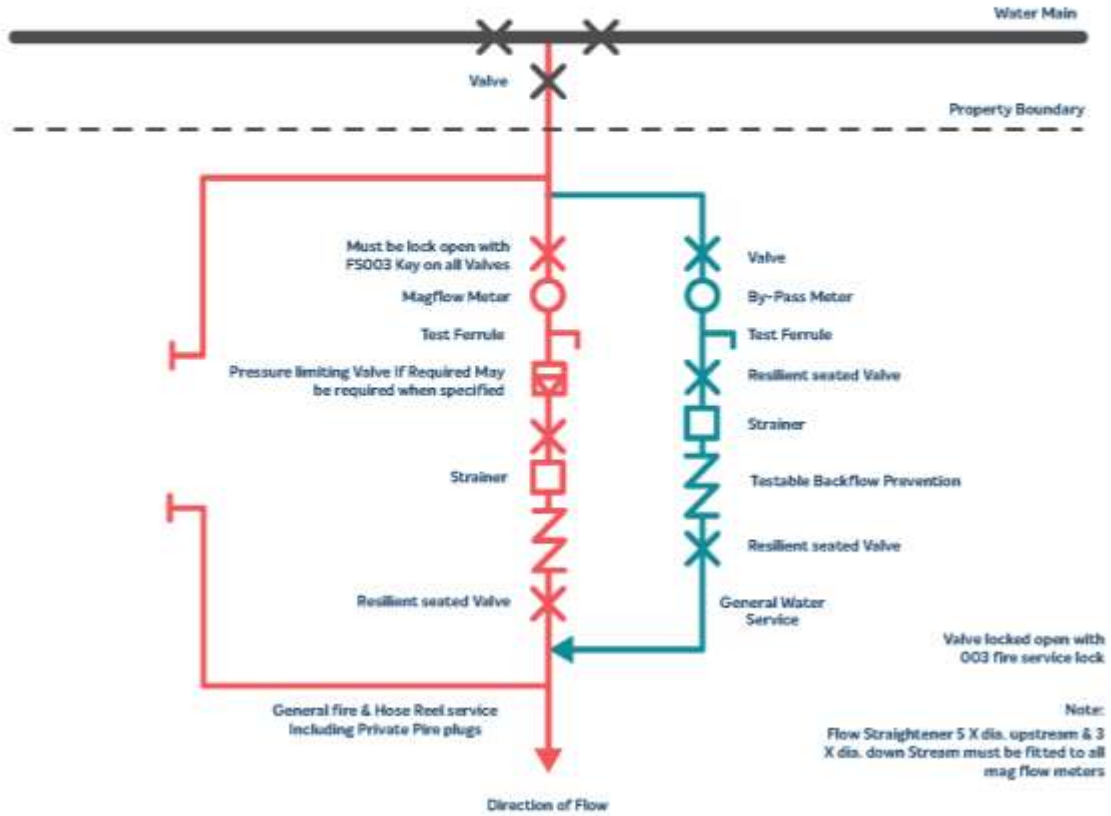 Water Main
Valve
Property Boundary
Must be lock open with
FS003 Key on all Valves
Valve
Magflow Meter
By-Pass Meter
Test Ferrule
Test Ferrule
Pressure limiting Valve If Required May
be required when specified
Resilient seated Valve
Strainer
Strainer
Testable Backflow Prevention
Resilient seated Valve
Resilient seated Valve
General Water
Service
Valve locked open with
003 fire service lock
General fire & Hose Reel service
Including Private Pire plugs
Note:
Flow Straightener 5 X dia. upstream & 3
X dia. down Stream must be fitted to all
mag flow meters
Direction of Flow